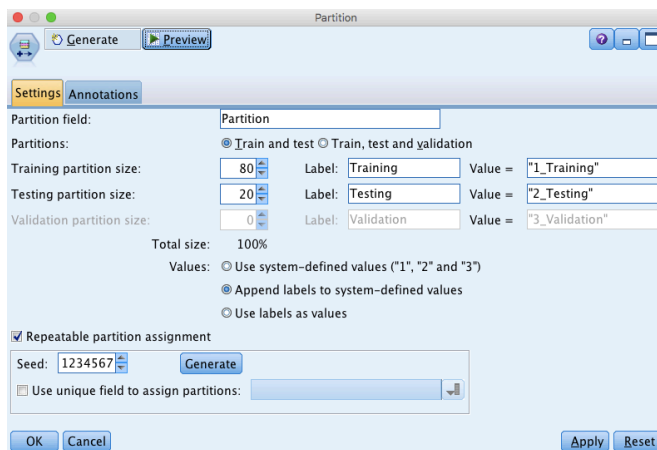 Partition
Generate Preview
Settings Annotations
Partition field: Partition
Partitions: Train and test Train, test and validation
Training partition size: 80 Label: Training Value = "1_Training"
Testing partition size: 20 Label: Testing Value = "2_Testing"
Validation partition size: 0 Label: Validation Value = "3_Validation"
Total size: 100%
Values: Use system-defined values ("1", "2" and "3")
Append labels to system-defined values
Use labels as values
Repeatable partition assignment
Seed: 1234567 Generate
Use unique field to assign partitions:
OK Cancel Apply Reset